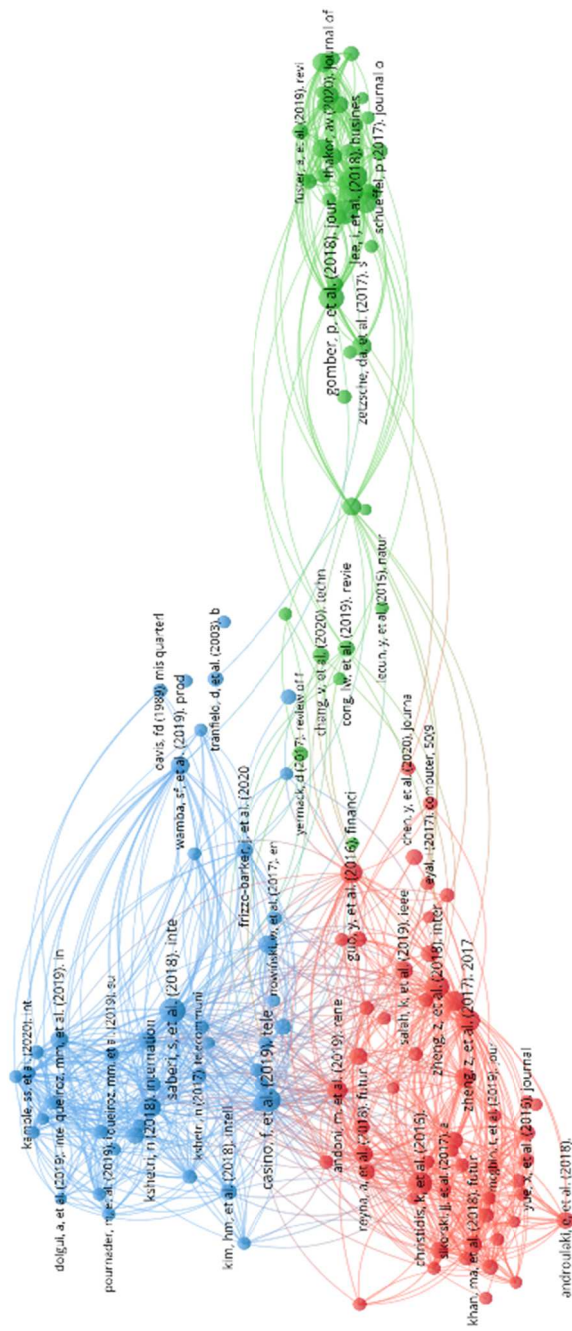 kamble, ss et al. (2020). int
dolgui, a, et al (2019). inte
queiroz, mm, et al. (2019). in
pournader, m, et al. (2019).
queiroz, mm, et al. (2019). su
kshetri, n (2018). internation
davis, fd (1989). mis quarterl
saberi, s, et al. (2018). inte
wamba, sf, et al. (2019). prod
kshetri, n (2017). telecommuni
tranfield, d, et al. (2003). b
kim, hm, et al. (2018). intell
frizzo-barker, j, et al. (2020
casino, f, et al. (2019). tele
nowiński, w, et al. (2017). en
yermack, d (2017). review of f
fuster, a, et al. (2019). revi
chang, v, et al. (2020). techn
thakor, av (2020). journal of
gomber, p, et al. (2018). jour
andoni, m, et al. (2019). rene
cong, lw, et al. (2019). revie
guo, y, et al. (2016). financi
lee, i, et al. (2018). busines
zetzsche, da, et al. (2017). s
reyna, a, et al. (2018). futur
schueffel, p (2017). journal o
lecun, y, et al. (2015). natur
salah, k, et al. (2019). ieee
chen, y, et al. (2020). journa
christidis, k, et al. (2016).
eyal, i (2017). computer, 50(9
zheng, z, et al. (2018). inter
sikorski, jj, et al. (2017). a
zheng, z, et al. (2017). 2017
khan, ma, et al. (2018). futur
mcghin, t, et al. (2019). jour
yue, x, et al. (2016). journal
androulaki, e, et al. (2018).